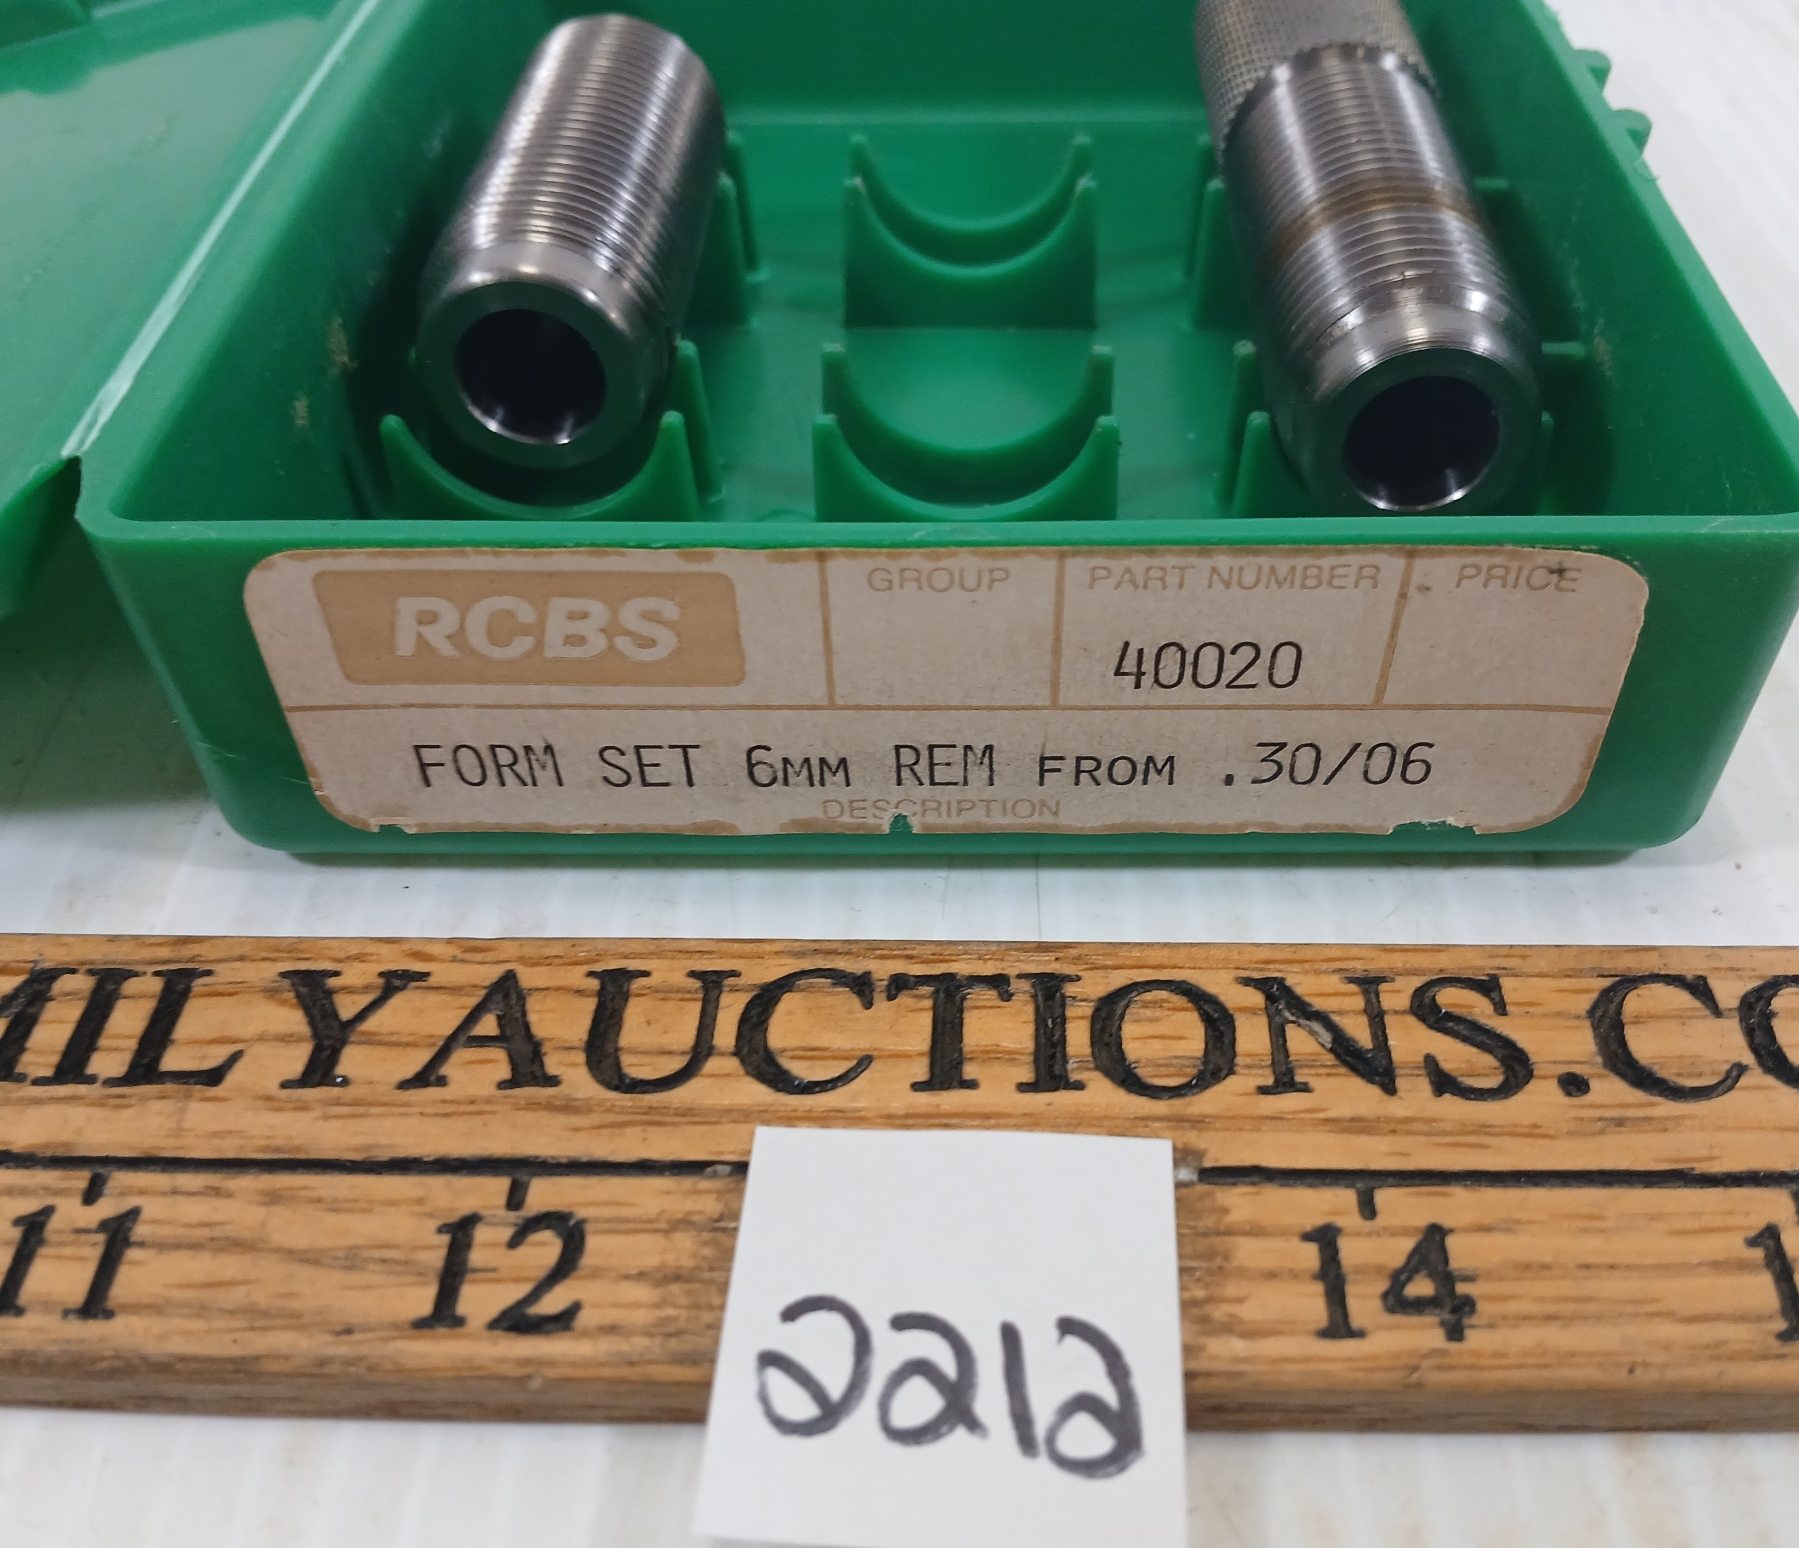 RCBS
GROUP
PART NUMBER
PRICE
40020
FORM SET 6MM REM FROM .30/06
DESCRIPTION
MILYAUCTIONS.CO
11 12 14
2212